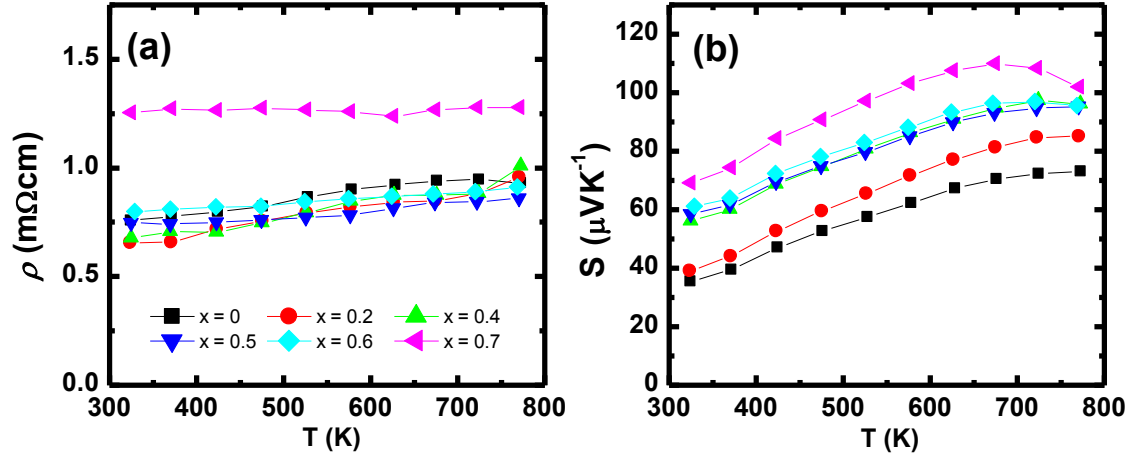 (a)
1.5
1.0
0.5
0.0
ρ (mΩcm)
x = 0 x = 0.2 x = 0.4
x = 0.5 x = 0.6 x = 0.7
300 400 500 600 700 800
T (K)
(b)
120
100
80
60
40
20
0
S (μVK⁻¹)
300 400 500 600 700 800
T (K)